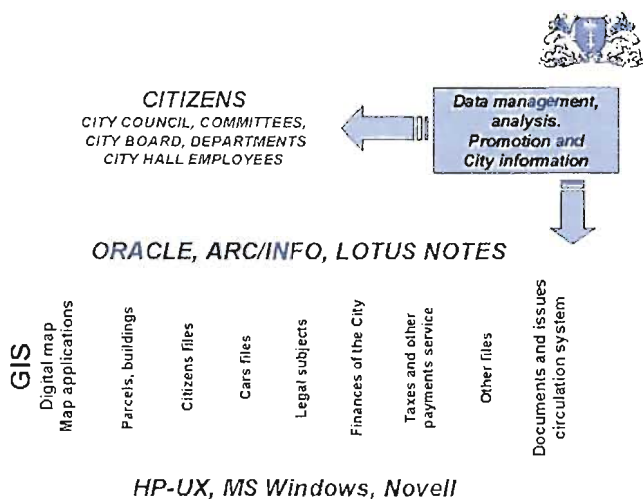 CITIZENS
CITY COUNCIL, COMMITTEES,
CITY BOARD, DEPARTMENTS
CITY HALL EMPLOYEES
Data management,
analysis.
Promotion and
City information
ORACLE, ARC/INFO, LOTUS NOTES
GIS
Digital map
Map applications
Parcels, buildings
Citizens files
Cars files
Legal subjects
Finances of the City
Taxes and other
payments service
Other files
Documents and issues
circulation system
HP-UX, MS Windows, Novell